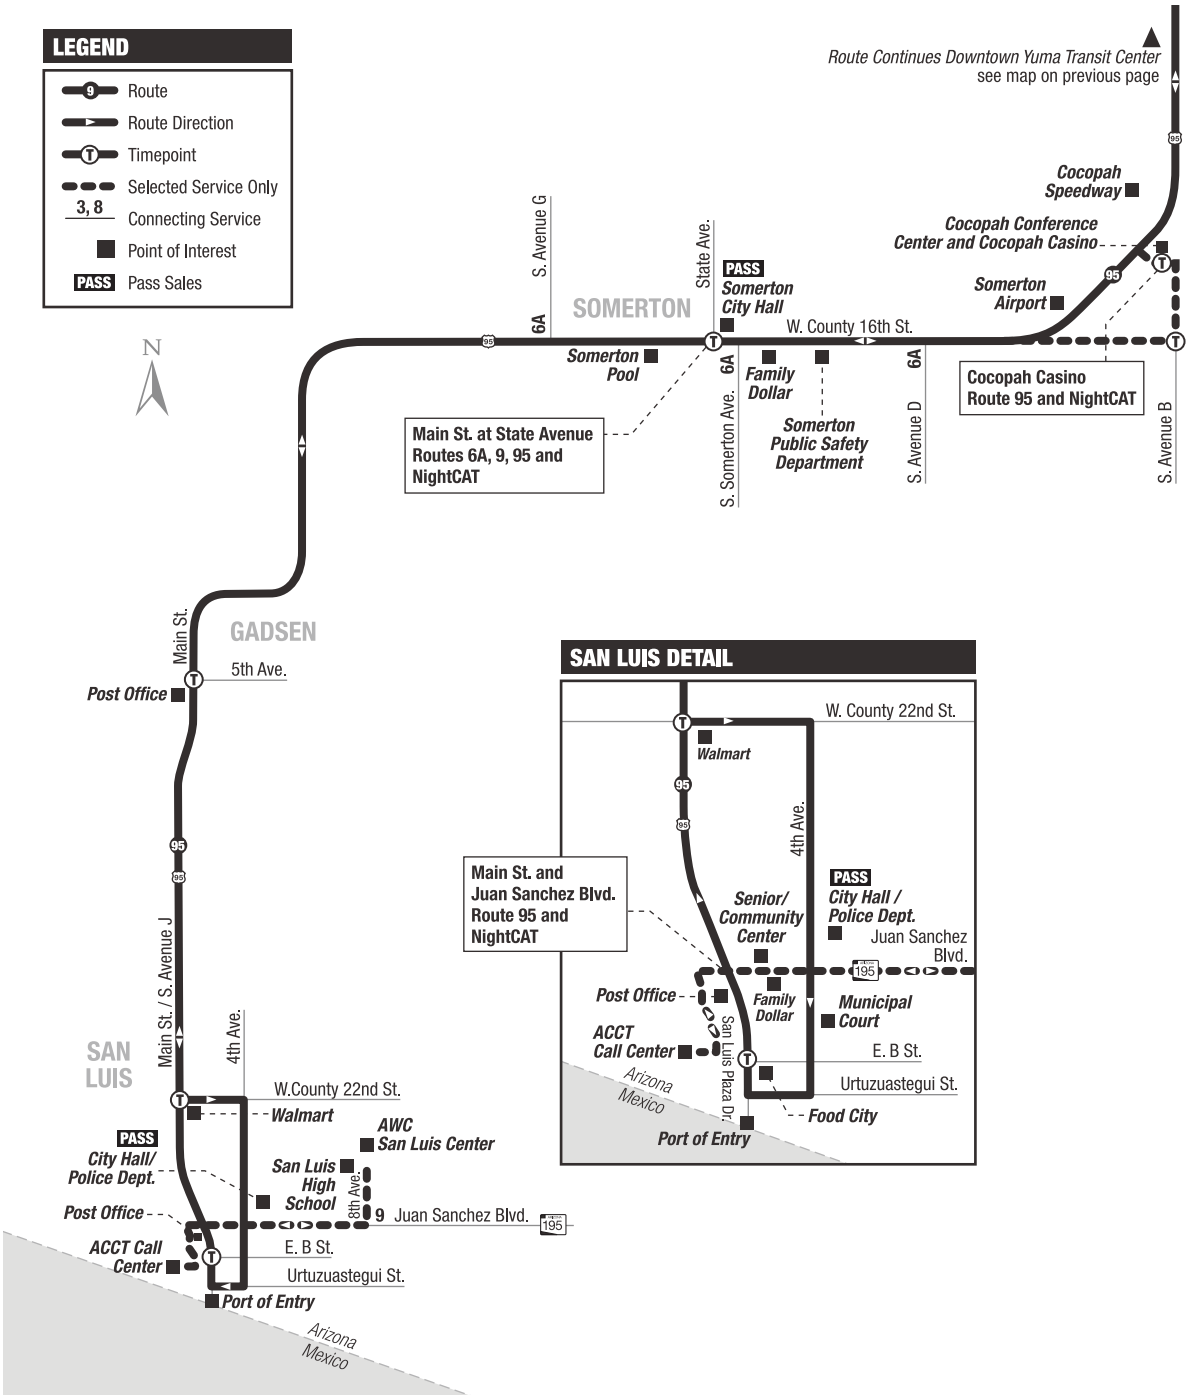 LEGEND
9
Route
Route Direction
T
Timepoint
Selected Service Only
3, 8
Connecting Service
Point of Interest
PASS
Pass Sales
N
Route Continues Downtown Yuma Transit Center
see map on previous page
95
Cocopah
Speedway
Cocopah Conference
Center and Cocopah Casino
T
95
Somerton
Airport
S. Avenue G
6A
SOMERTON
State Ave.
PASS
Somerton
City Hall
W. County 16th St.
95
T
T
Somerton
Pool
6A
S. Somerton Ave.
Family
Dollar
Somerton
Public Safety
Department
6A
S. Avenue D
Cocopah Casino
Route 95 and NightCAT
S. Avenue B
Main St. at State Avenue
Routes 6A, 9, 95 and
NightCAT
Main St.
GADSEN
T
5th Ave.
Post Office
95
95
Main St. / S. Avenue J
SAN
LUIS
4th Ave.
T
W.County 22nd St.
Walmart
PASS
City Hall/
Police Dept.
AWC
San Luis Center
San Luis
High
School
8th Ave.
Post Office
9
Juan Sanchez Blvd.
195
ACCT Call
Center
T
E. B St.
Urtuzuastegui St.
Port of Entry
Arizona
Mexico
SAN LUIS DETAIL
W. County 22nd St.
T
Walmart
95
95
4th Ave.
Main St. and
Juan Sanchez Blvd.
Route 95 and
NightCAT
Senior/
Community
Center
PASS
City Hall /
Police Dept.
Juan Sanchez
Blvd.
195
Post Office
Family
Dollar
Municipal
Court
ACCT
Call Center
San Luis Plaza Dr.
T
E. B St.
Urtuzuastegui St.
Food City
Port of Entry
Arizona
Mexico